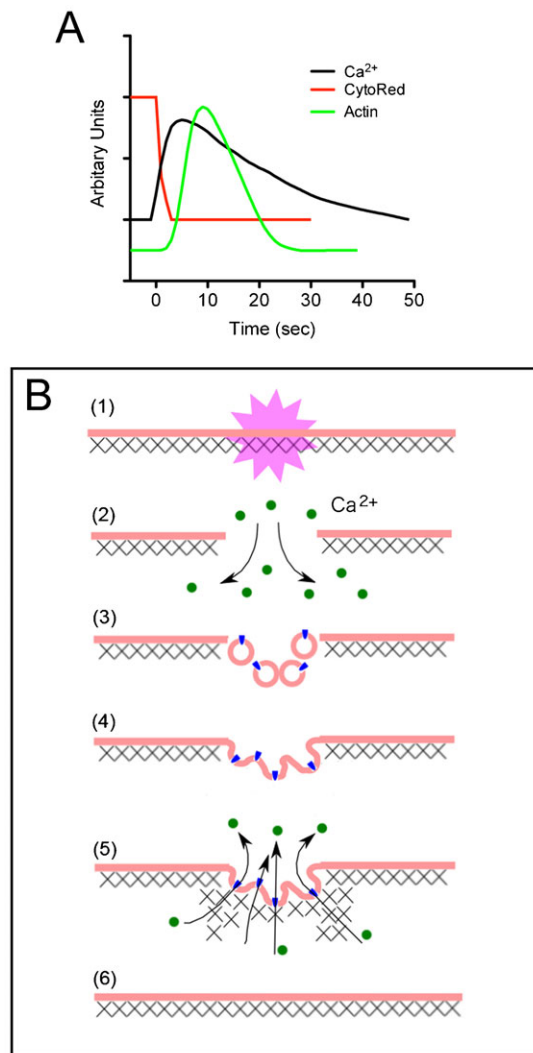 A
Ca²⁺
CytoRed
Actin
Arbitary Units
0 10 20 30 40 50
Time (sec)
B
(1)
(2)
Ca²⁺
(3)
(4)
(5)
(6)